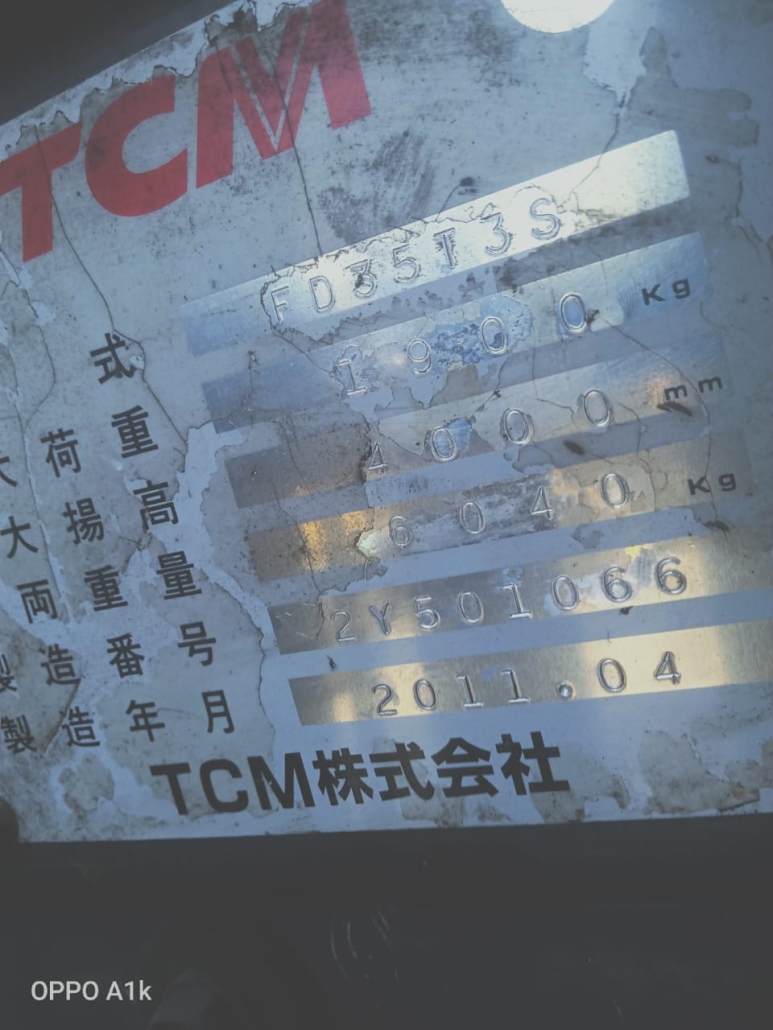 TCM
式 FD35T3S
大荷重 1900 Kg
大揚高 4000 mm
両重量 6040 Kg
製造番号 2Y501066
製造年月 2011.04
TCM株式会社
OPPO A1k